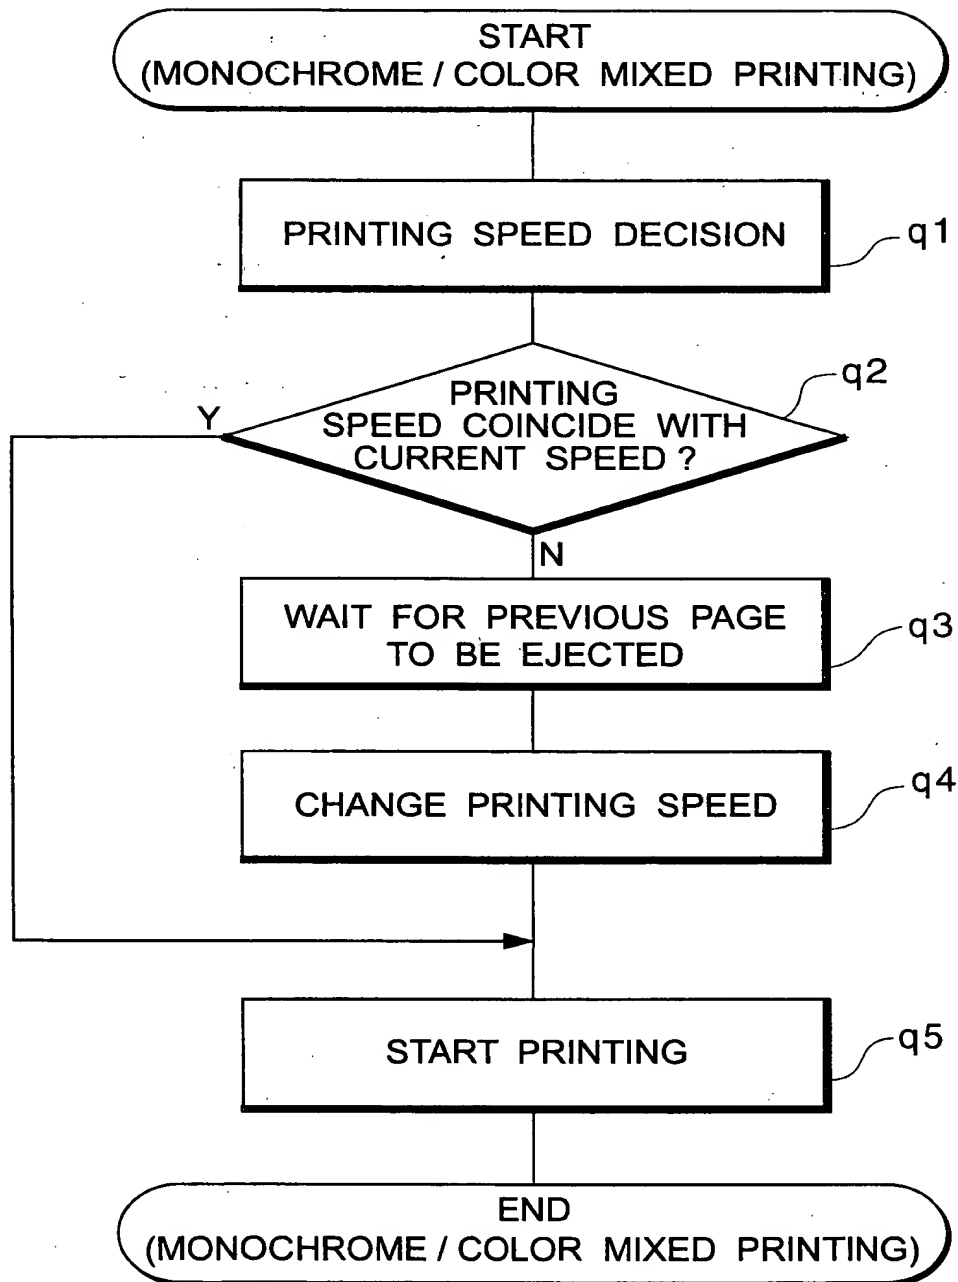 START
(MONOCHROME / COLOR MIXED PRINTING)
PRINTING SPEED DECISION
q1
PRINTING
SPEED COINCIDE WITH
CURRENT SPEED ?
q2
Y
N
WAIT FOR PREVIOUS PAGE
TO BE EJECTED
q3
CHANGE PRINTING SPEED
q4
START PRINTING
q5
END
(MONOCHROME / COLOR MIXED PRINTING)